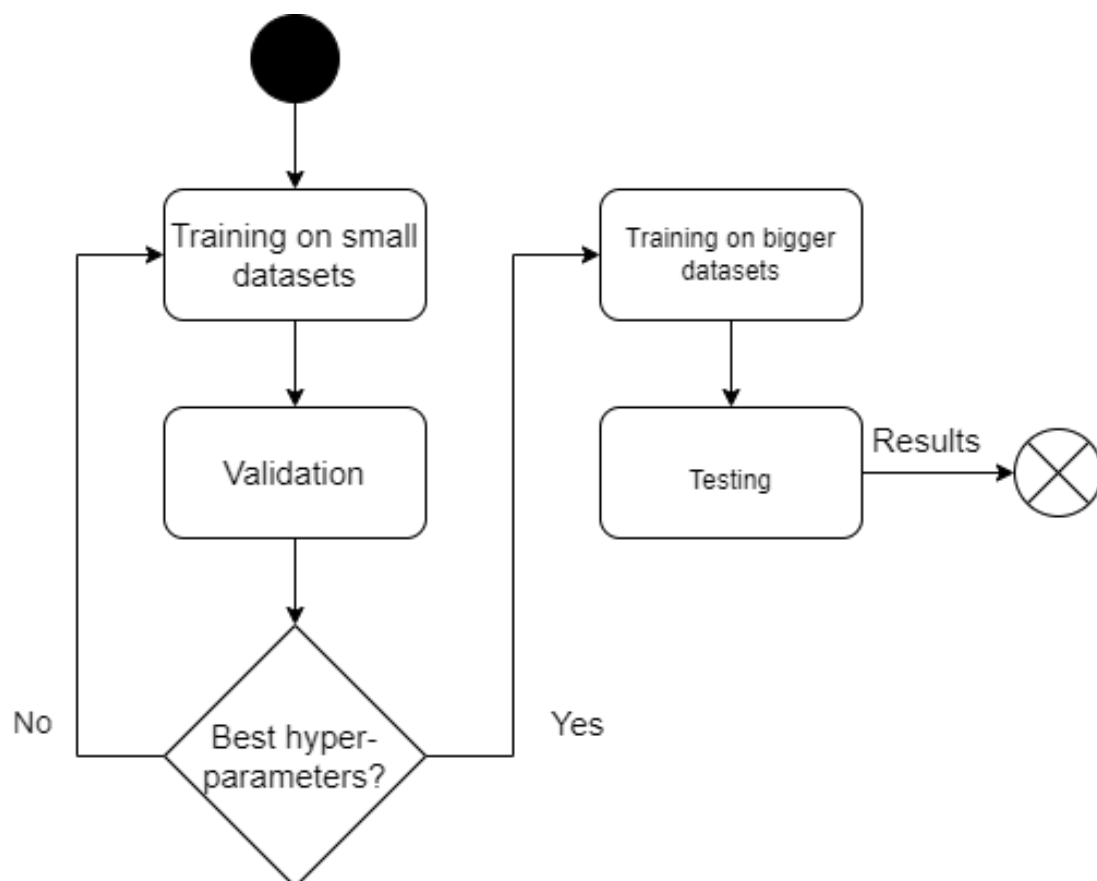 Training on small
datasets
Validation
Best hyper-
parameters?
No
Yes
Training on bigger
datasets
Testing
Results